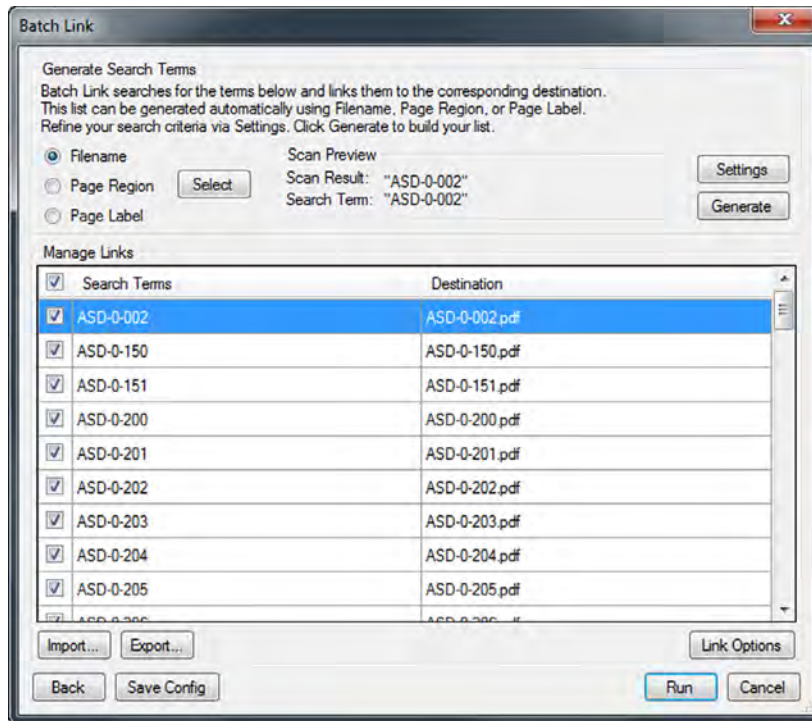 Batch Link
Generate Search Terms
Batch Link searches for the terms below and links them to the corresponding destination.
This list can be generated automatically using Filename, Page Region, or Page Label.
Refine your search criteria via Settings. Click Generate to build your list.
Filename
Page Region
Select
Page Label
Scan Preview
Scan Result: "ASD-0-002"
Search Term: "ASD-0-002"
Settings
Generate
Manage Links
Search Terms Destination
ASD-0-002 ASD-0-002.pdf
ASD-0-150 ASD-0-150.pdf
ASD-0-151 ASD-0-151.pdf
ASD-0-200 ASD-0-200.pdf
ASD-0-201 ASD-0-201.pdf
ASD-0-202 ASD-0-202.pdf
ASD-0-203 ASD-0-203.pdf
ASD-0-204 ASD-0-204.pdf
ASD-0-205 ASD-0-205.pdf
Import... Export... Link Options
Back Save Config Run Cancel